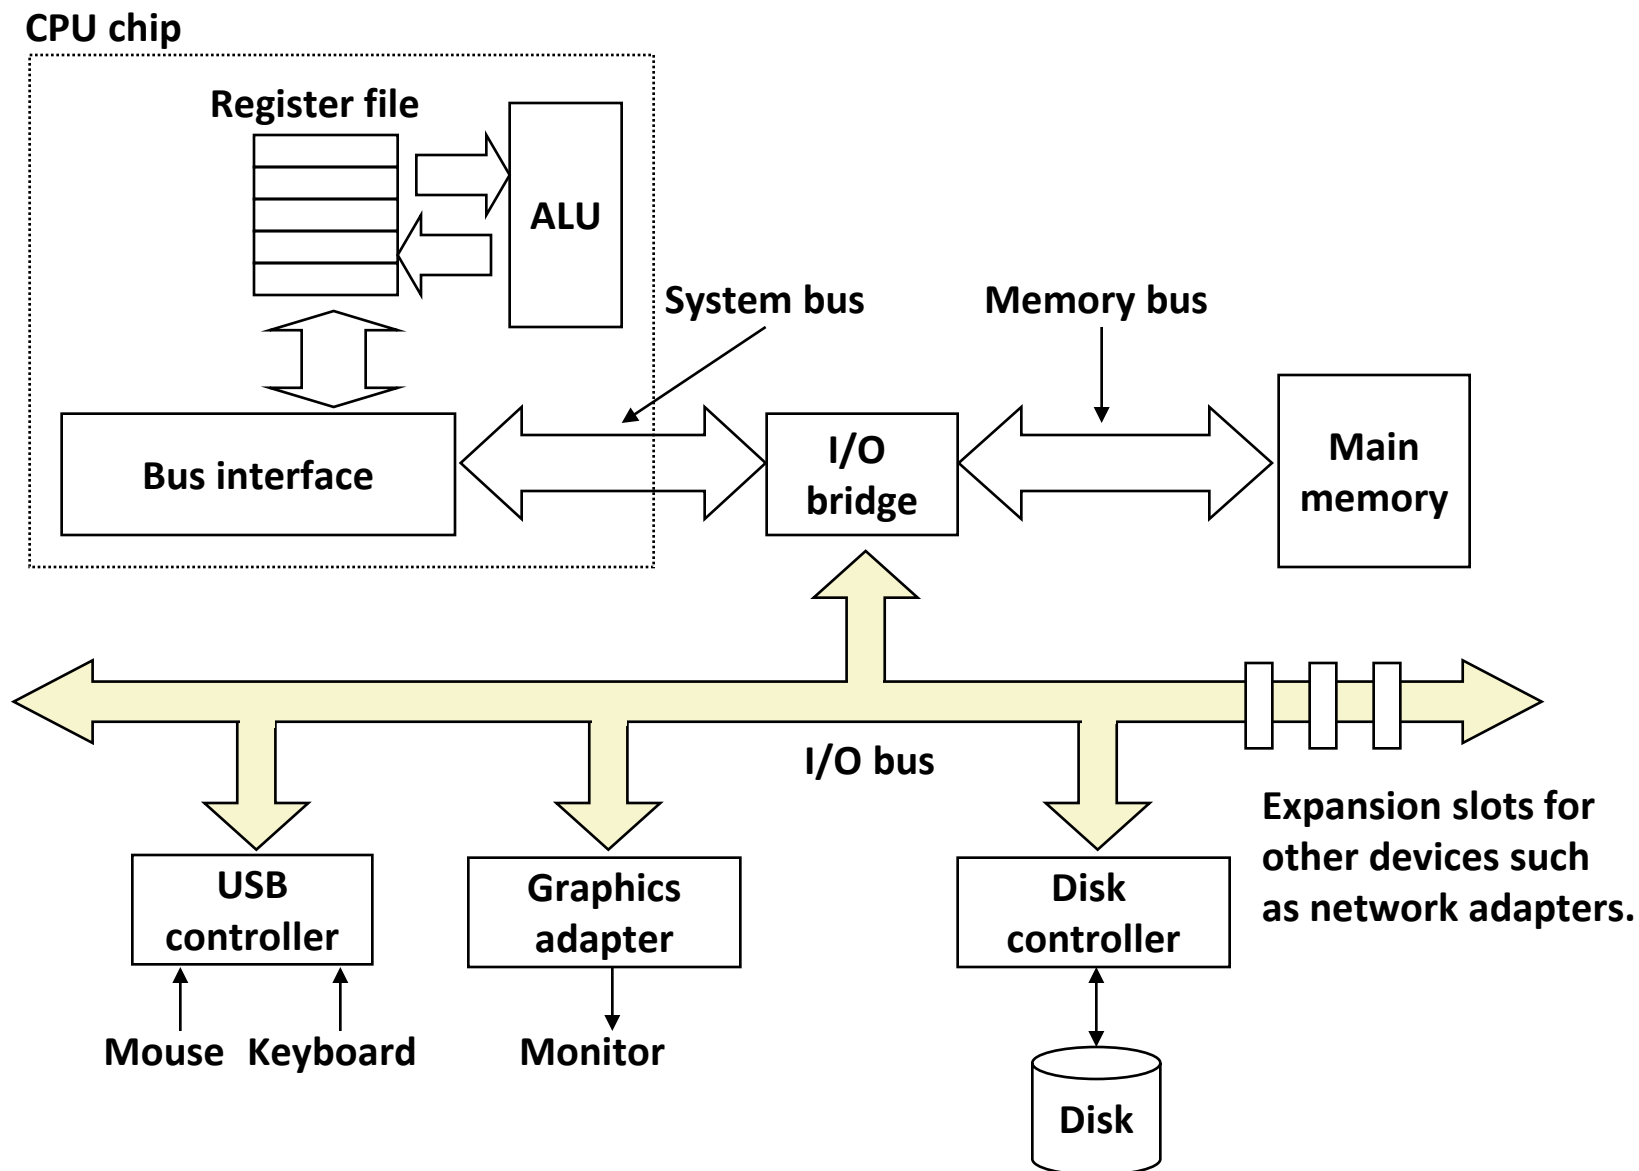 CPU chip
Register file
ALU
System bus
Memory bus
Bus interface
I/O
bridge
Main
memory
I/O bus
Expansion slots for
other devices such
as network adapters.
USB
controller
Graphics
adapter
Disk
controller
Mouse
Keyboard
Monitor
Disk